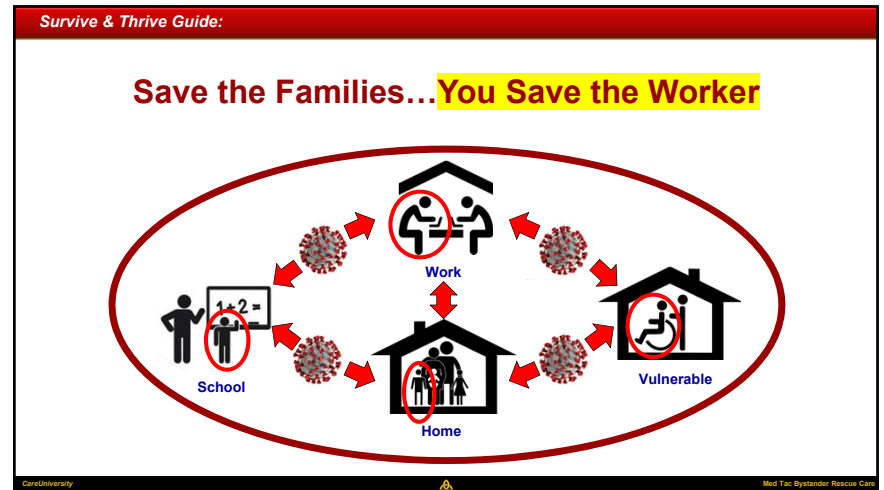 Survive & Thrive Guide:
Save the Families…You Save the Worker
Work
1+2=
School
Vulnerable
Home
CareUniversity
Med Tac Bystander Rescue Care